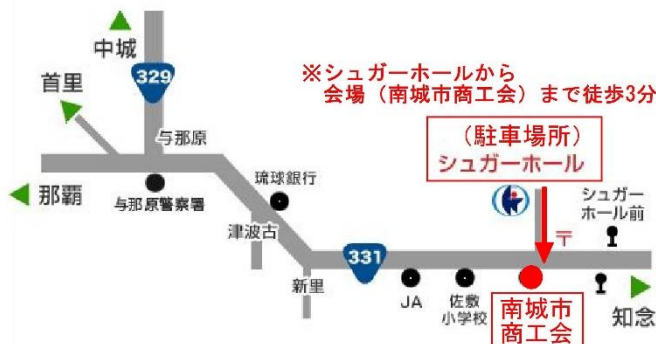 中城
首里
329
※シュガーホールから
会場（南城市商工会）まで徒歩3分
与那原
（駐車場所）
シュガーホール
那覇
与那原警察署
琉球銀行
シュガー
ホール前
津波古
〒
331
新里
JA
佐敷
小学校
南城市
商工会
知念